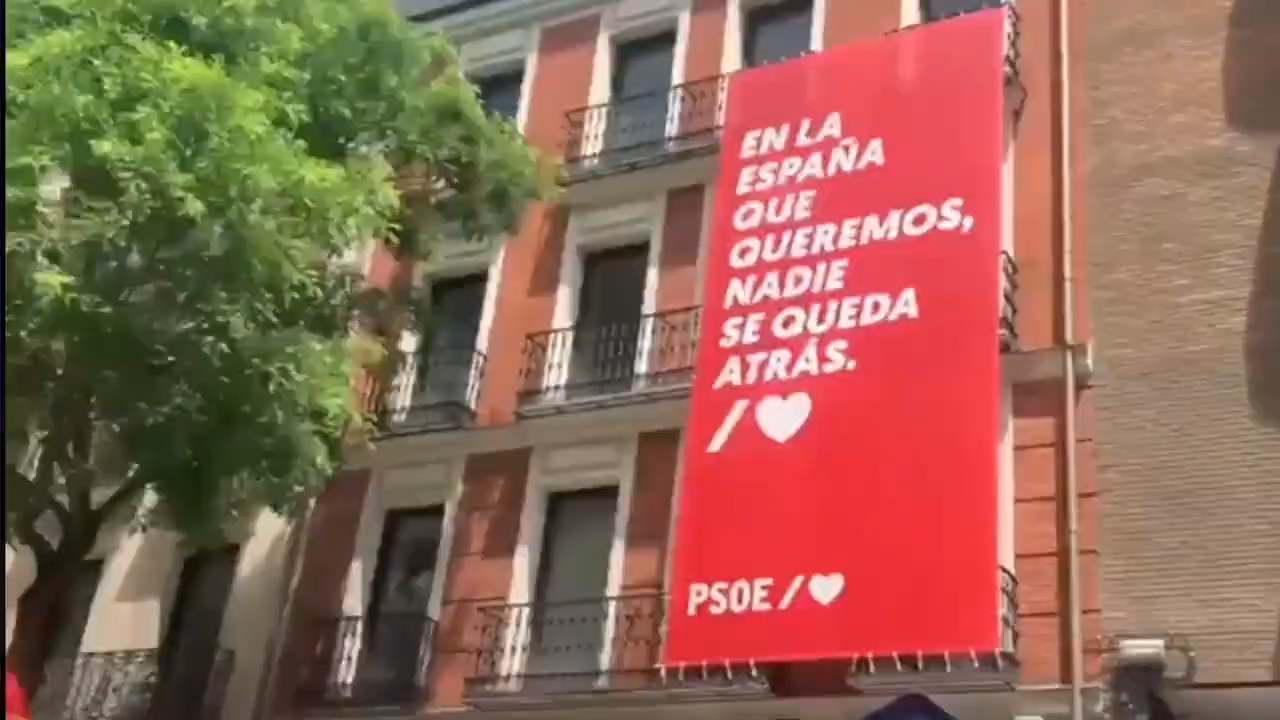 EN LA
ESPAÑA
QUE
QUEREMOS,
NADIE
SE QUEDA
ATRÁS.
/
PSOE /